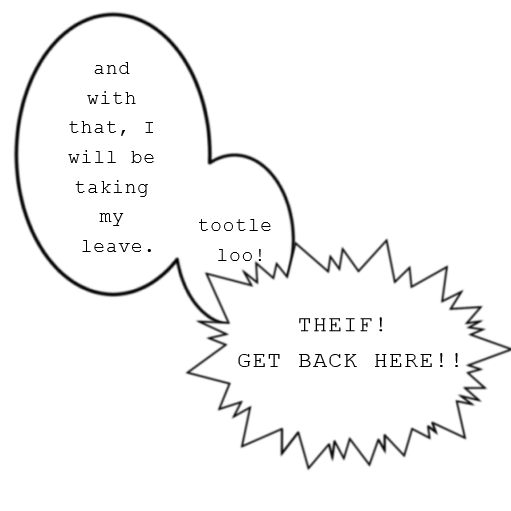 and
with
that, I
will be
taking
my
leave.
tootle
loo!
THEIF!
GET BACK HERE!!